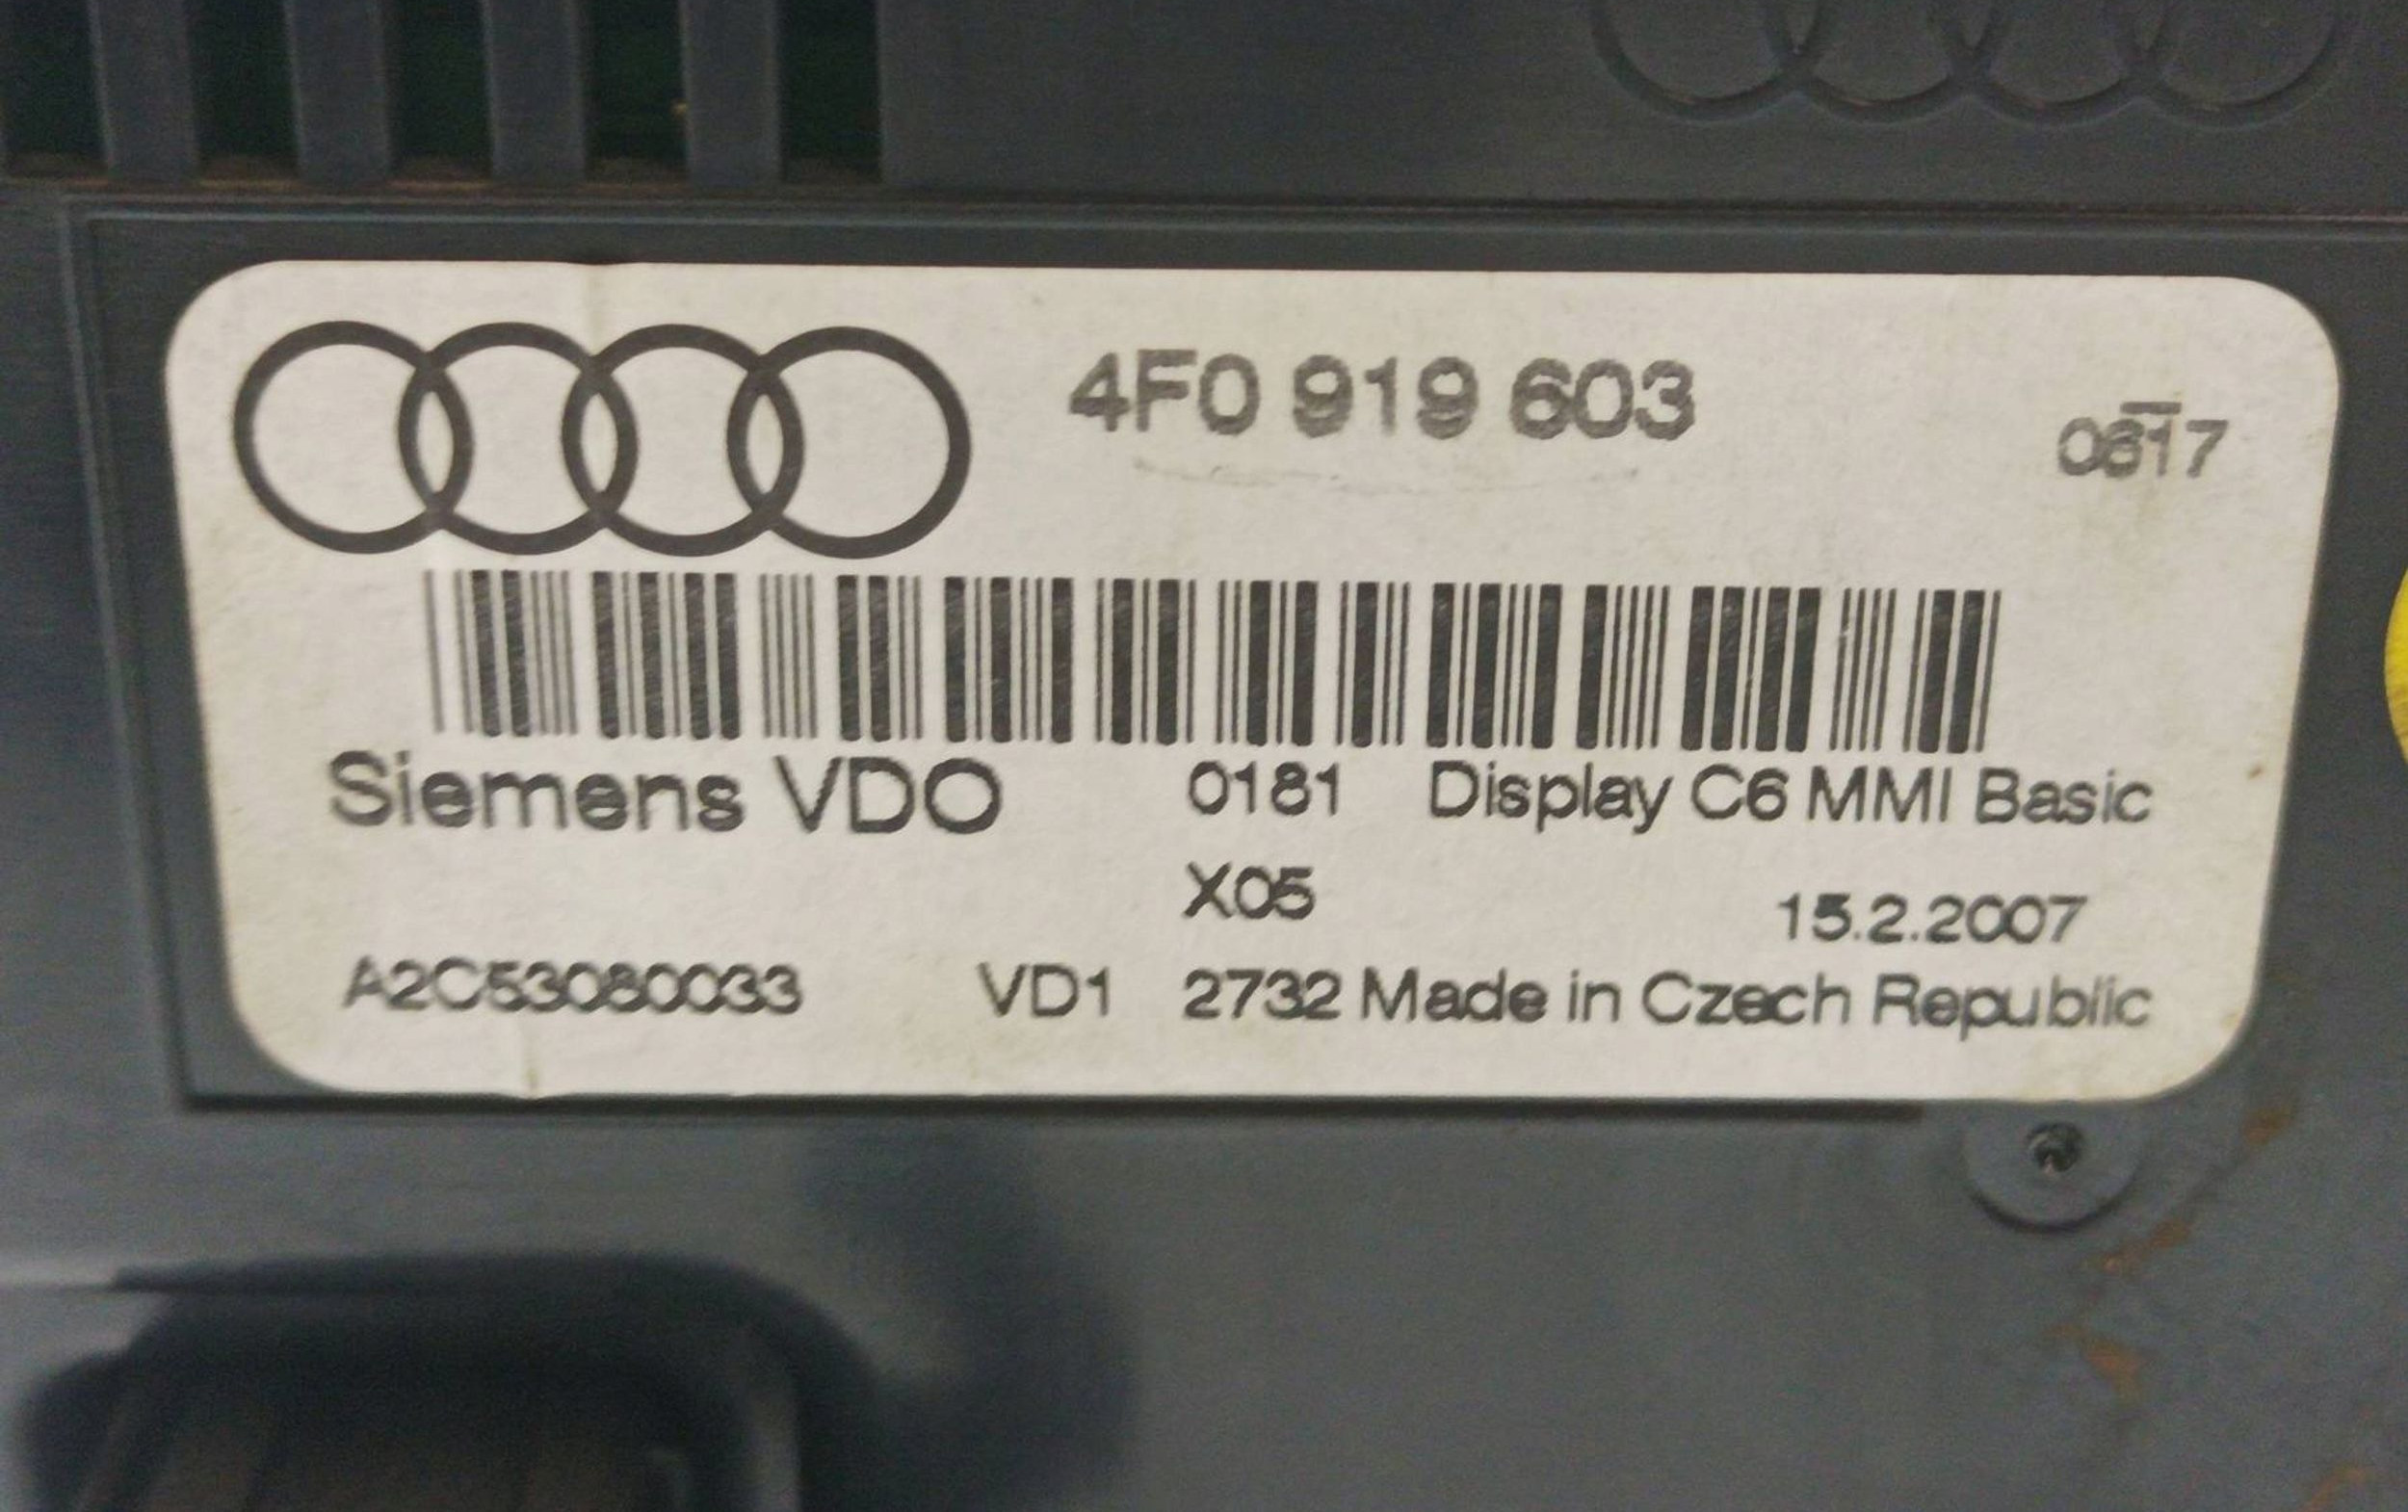 4F0 919 603
0617
Siemens VDO 0181 Display C6 MMI Basic
X05
15.2.2007
A2C53080033 VD1 2732 Made in Czech Republic